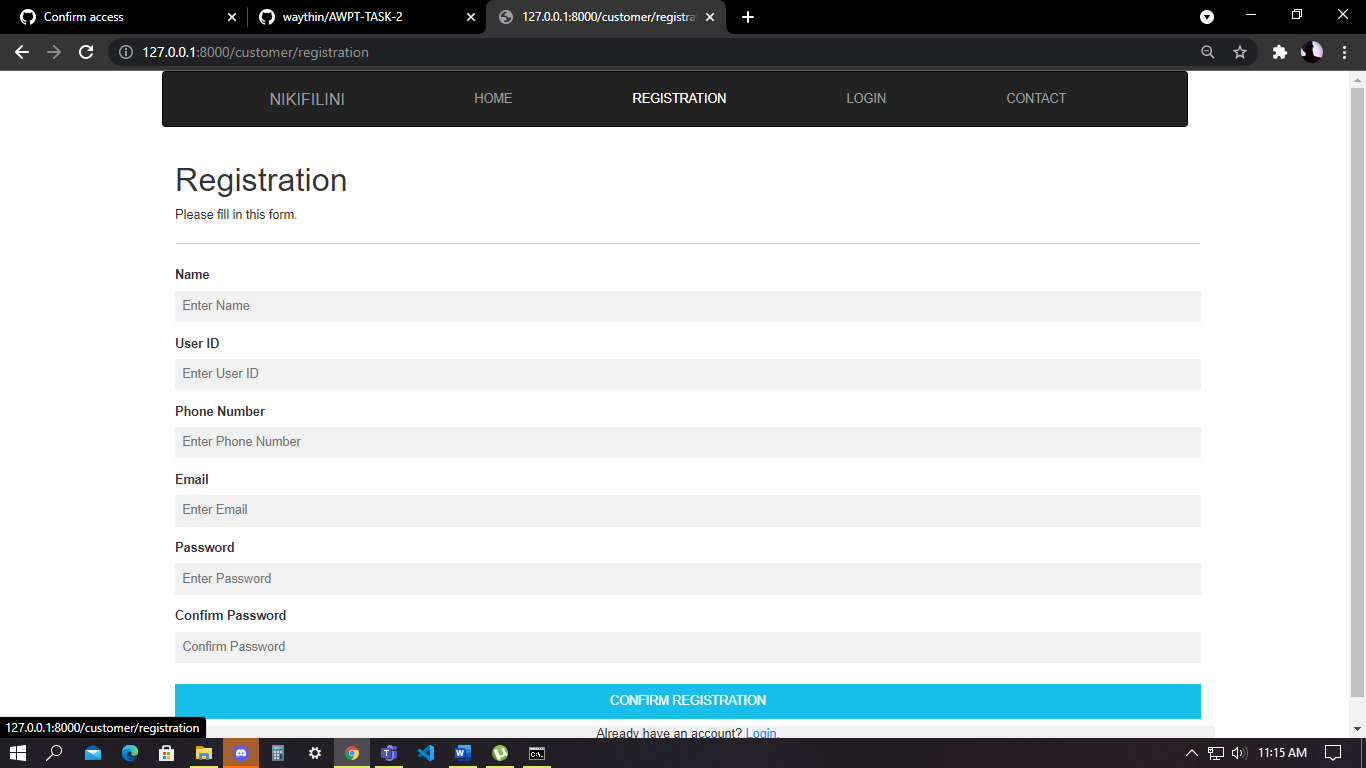 Confirm access
waythin/AWPT-TASK-2
127.0.0.1:8000/customer/registra
127.0.0.1:8000/customer/registration
NIKIFILINI HOME REGISTRATION LOGIN CONTACT
Registration
Please fill in this form.
Name
Enter Name
User ID
Enter User ID
Phone Number
Enter Phone Number
Email
Enter Email
Password
Enter Password
Confirm Password
Confirm Password
CONFIRM REGISTRATION
Already have an account? Login.
127.0.0.1:8000/customer/registration
11:15 AM